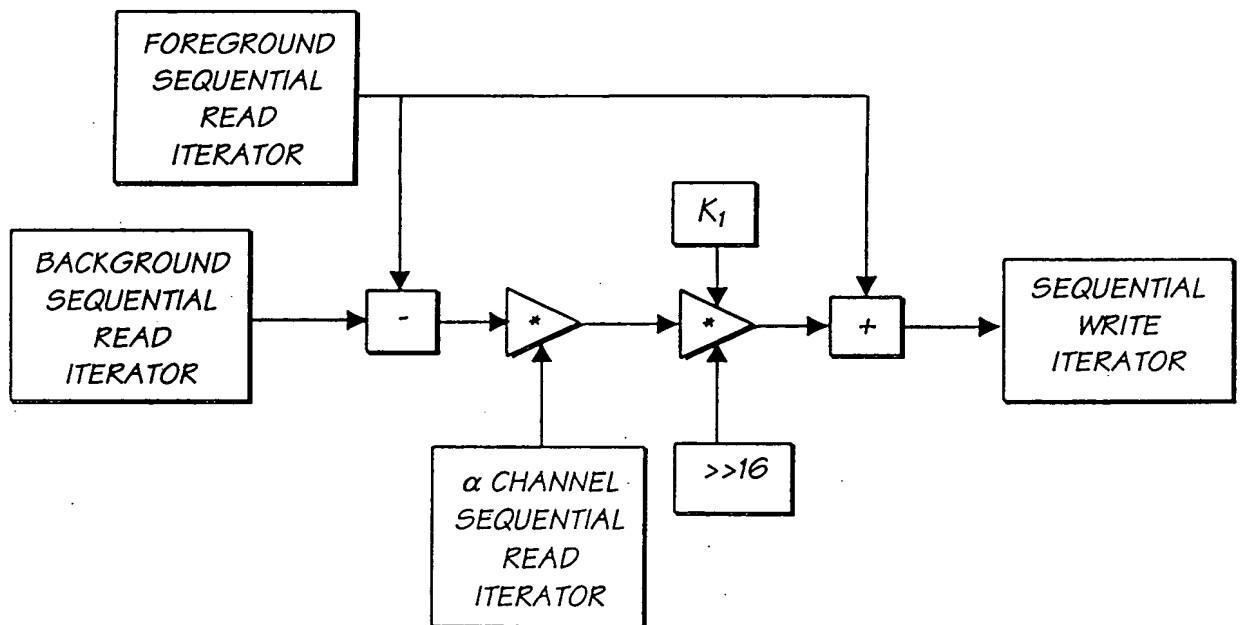 FOREGROUND
SEQUENTIAL
READ
ITERATOR
K1
BACKGROUND
SEQUENTIAL
READ
ITERATOR
-
*
*
+
SEQUENTIAL
WRITE
ITERATOR
α CHANNEL
SEQUENTIAL
READ
ITERATOR
>>16